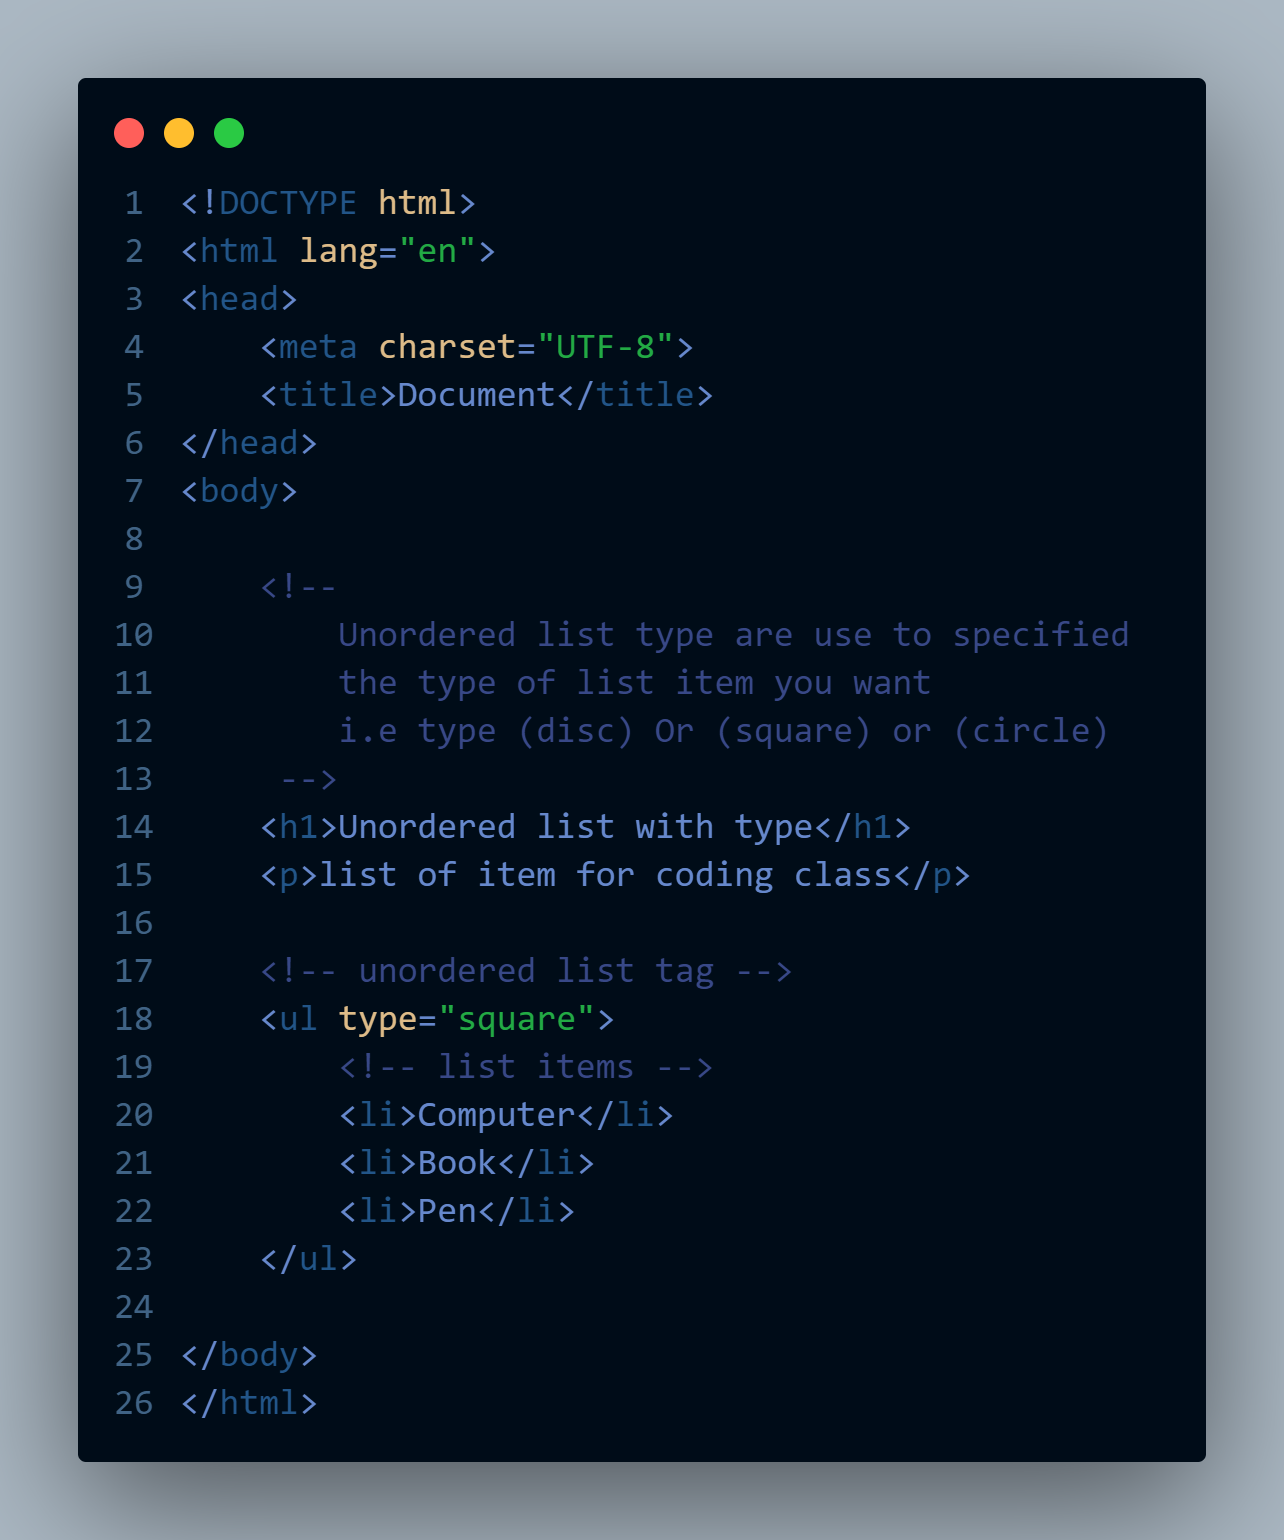 1 <!DOCTYPE html>
2 <html lang="en">
3 <head>
4     <meta charset="UTF-8">
5     <title>Document</title>
6 </head>
7 <body>
8
9     <!--
10         Unordered list type are use to specified
11         the type of list item you want
12         i.e type (disc) Or (square) or (circle)
13      -->
14     <h1>Unordered list with type</h1>
15     <p>list of item for coding class</p>
16
17     <!-- unordered list tag -->
18     <ul type="square">
19         <!-- list items -->
20         <li>Computer</li>
21         <li>Book</li>
22         <li>Pen</li>
23     </ul>
24
25 </body>
26 </html>